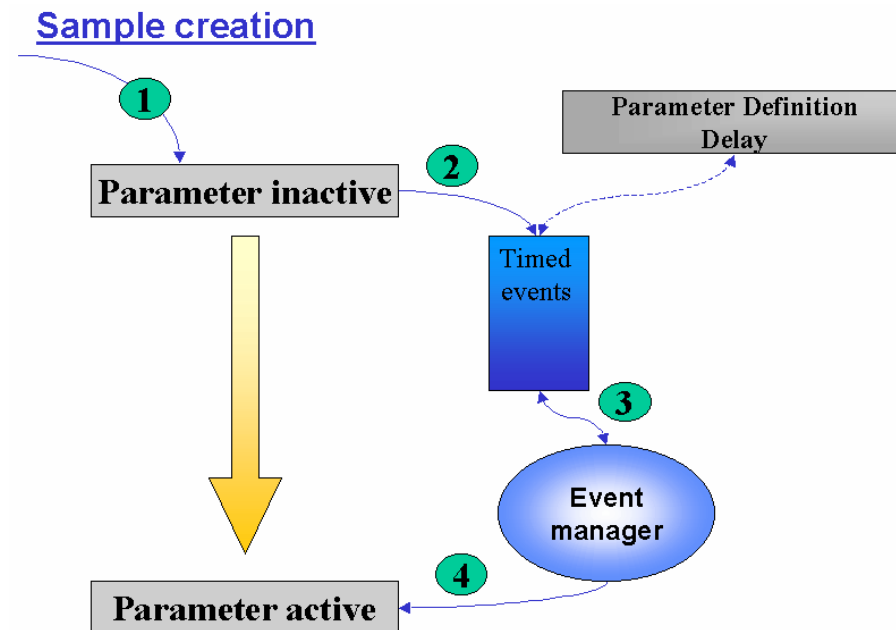 Sample creation
1
Parameter Definition
Delay
2
Parameter inactive
Timed
events
3
Event
manager
4
Parameter active